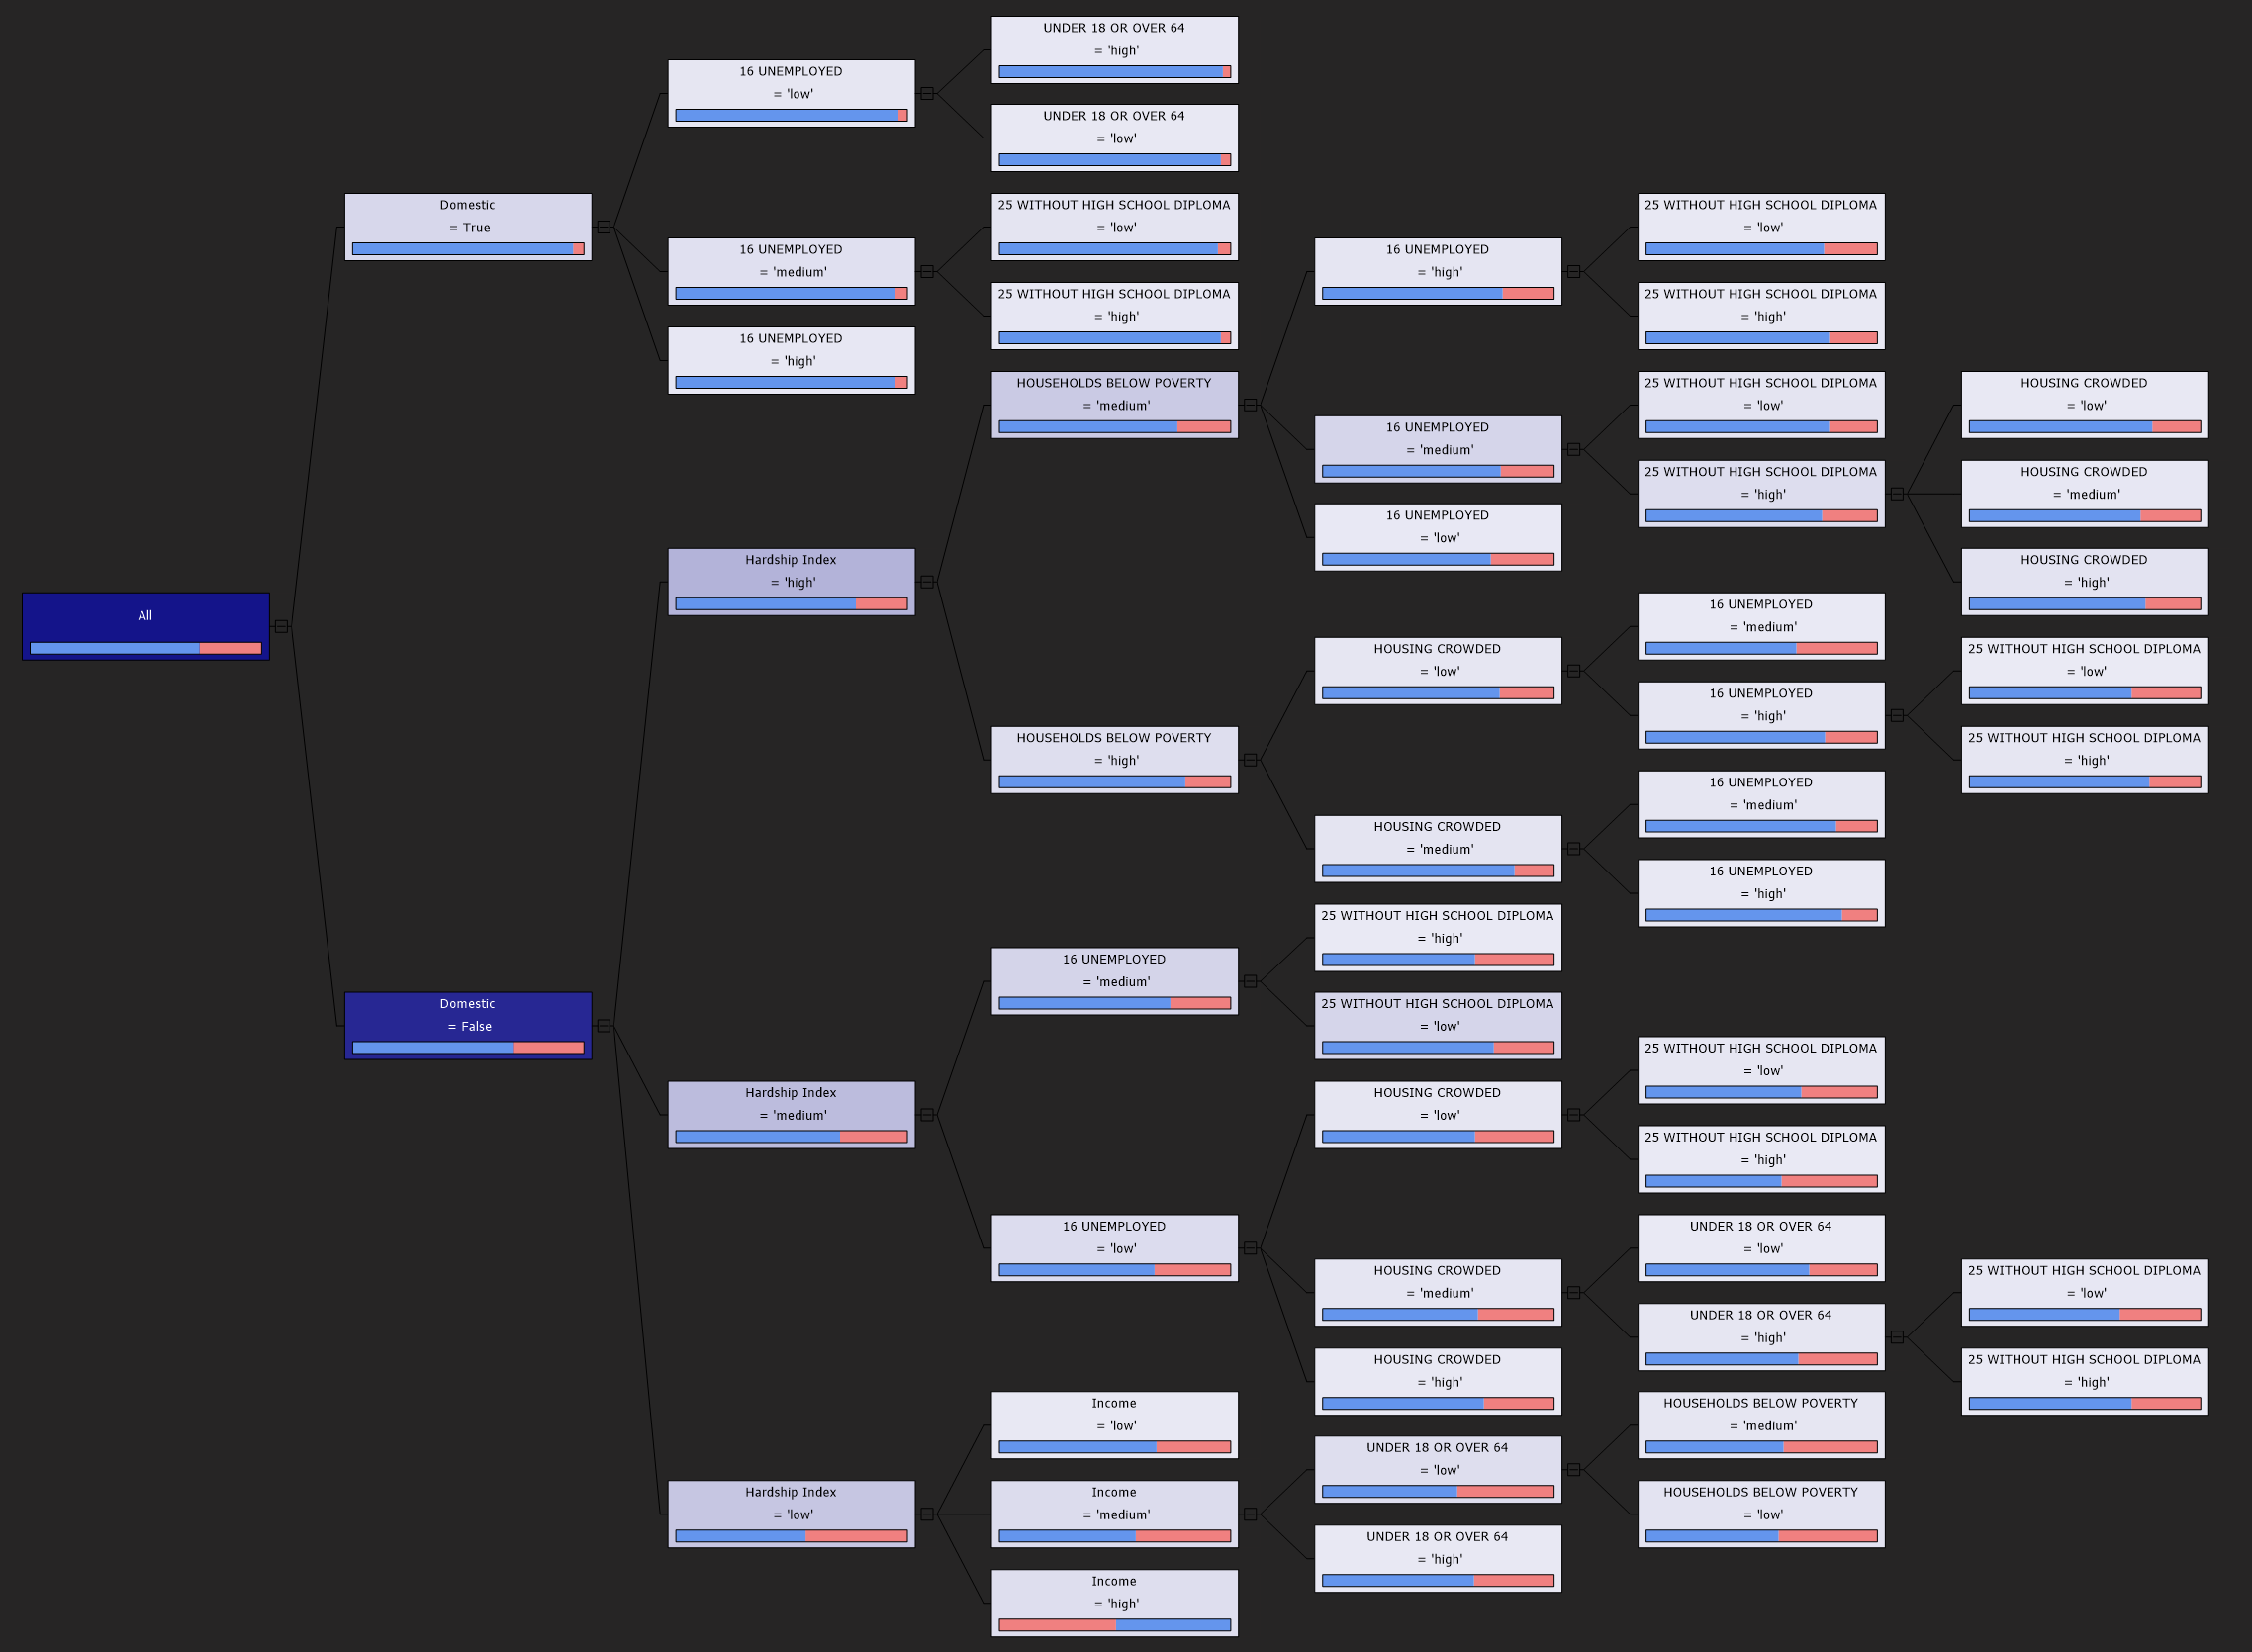 All
Domestic
= True
Domestic
= False
16 UNEMPLOYED
= 'low'
16 UNEMPLOYED
= 'medium'
16 UNEMPLOYED
= 'high'
Hardship Index
= 'high'
Hardship Index
= 'medium'
Hardship Index
= 'low'
UNDER 18 OR OVER 64
= 'high'
UNDER 18 OR OVER 64
= 'low'
25 WITHOUT HIGH SCHOOL DIPLOMA
= 'low'
25 WITHOUT HIGH SCHOOL DIPLOMA
= 'high'
HOUSEHOLDS BELOW POVERTY
= 'medium'
HOUSEHOLDS BELOW POVERTY
= 'high'
16 UNEMPLOYED
= 'medium'
16 UNEMPLOYED
= 'low'
Income
= 'low'
Income
= 'medium'
Income
= 'high'
16 UNEMPLOYED
= 'high'
16 UNEMPLOYED
= 'medium'
16 UNEMPLOYED
= 'low'
HOUSING CROWDED
= 'low'
HOUSING CROWDED
= 'medium'
25 WITHOUT HIGH SCHOOL DIPLOMA
= 'high'
25 WITHOUT HIGH SCHOOL DIPLOMA
= 'low'
HOUSING CROWDED
= 'low'
HOUSING CROWDED
= 'medium'
HOUSING CROWDED
= 'high'
UNDER 18 OR OVER 64
= 'low'
UNDER 18 OR OVER 64
= 'high'
25 WITHOUT HIGH SCHOOL DIPLOMA
= 'low'
25 WITHOUT HIGH SCHOOL DIPLOMA
= 'high'
25 WITHOUT HIGH SCHOOL DIPLOMA
= 'low'
25 WITHOUT HIGH SCHOOL DIPLOMA
= 'high'
16 UNEMPLOYED
= 'medium'
16 UNEMPLOYED
= 'high'
16 UNEMPLOYED
= 'medium'
16 UNEMPLOYED
= 'high'
25 WITHOUT HIGH SCHOOL DIPLOMA
= 'low'
25 WITHOUT HIGH SCHOOL DIPLOMA
= 'high'
UNDER 18 OR OVER 64
= 'low'
UNDER 18 OR OVER 64
= 'high'
HOUSEHOLDS BELOW POVERTY
= 'medium'
HOUSEHOLDS BELOW POVERTY
= 'low'
HOUSING CROWDED
= 'low'
HOUSING CROWDED
= 'medium'
HOUSING CROWDED
= 'high'
25 WITHOUT HIGH SCHOOL DIPLOMA
= 'low'
25 WITHOUT HIGH SCHOOL DIPLOMA
= 'high'
25 WITHOUT HIGH SCHOOL DIPLOMA
= 'low'
25 WITHOUT HIGH SCHOOL DIPLOMA
= 'high'